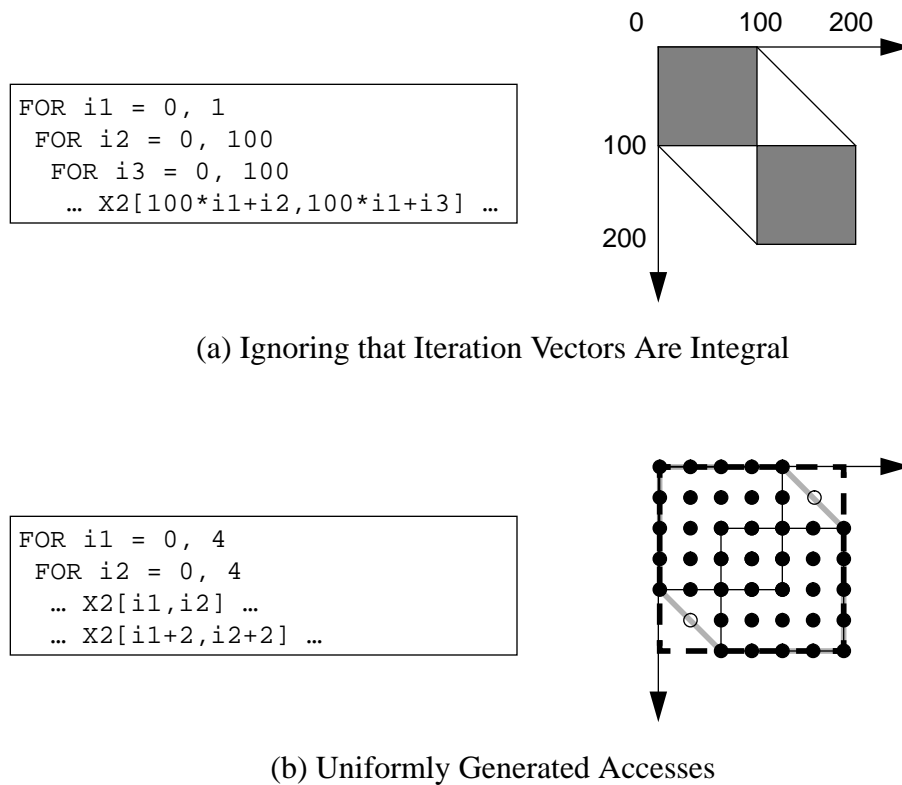 0 100 200
FOR i1 = 0, 1
FOR i2 = 0, 100
FOR i3 = 0, 100
… X2[100*i1+i2,100*i1+i3] …
100
200
(a) Ignoring that Iteration Vectors Are Integral
FOR i1 = 0, 4
FOR i2 = 0, 4
… X2[i1,i2] …
… X2[i1+2,i2+2] …
(b) Uniformly Generated Accesses